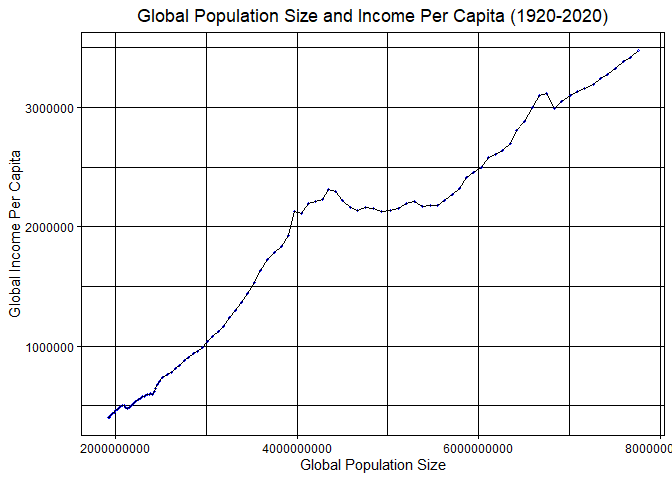 Global Population Size and Income Per Capita (1920-2020)
Global Income Per Capita
3000000
2000000
1000000
2000000000 4000000000 6000000000 8000000
Global Population Size